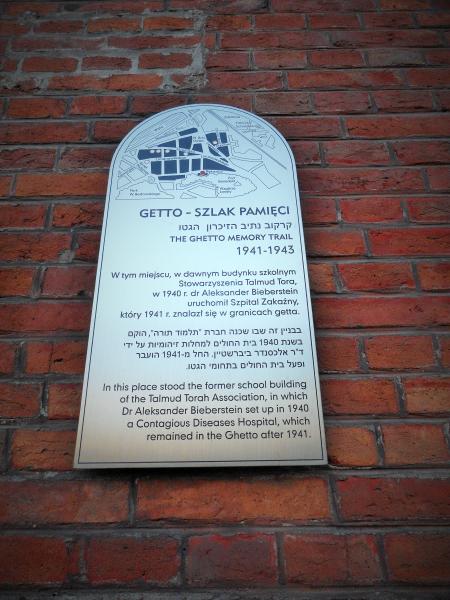 GETTO - SZLAK PAMIĘCI
קרקוב נתיב הזיכרון הגטו
THE GHETTO MEMORY TRAIL
1941-1943
W tym miejscu, w dawnym budynku szkolnym
Stowarzyszenia Talmud Tora,
w 1940 r. dr Aleksander Bieberstein
uruchomił Szpital Zakaźny,
który 1941 r. znalazł się w granicach getta.
בבניין זה שבו שכנה חברת "תלמוד תורה", הוקם
בשנת 1940 בית החולים למחלות זיהומיות על ידי
ד"ר אלכסנדר ביברשטיין. החל מ-1941 הועבר
ופעל בית החולים בתחומי הגטו.
In this place stood the former school building
of the Talmud Torah Association, in which
Dr Aleksander Bieberstein set up in 1940
a Contagious Diseases Hospital, which
remained in the Ghetto after 1941.